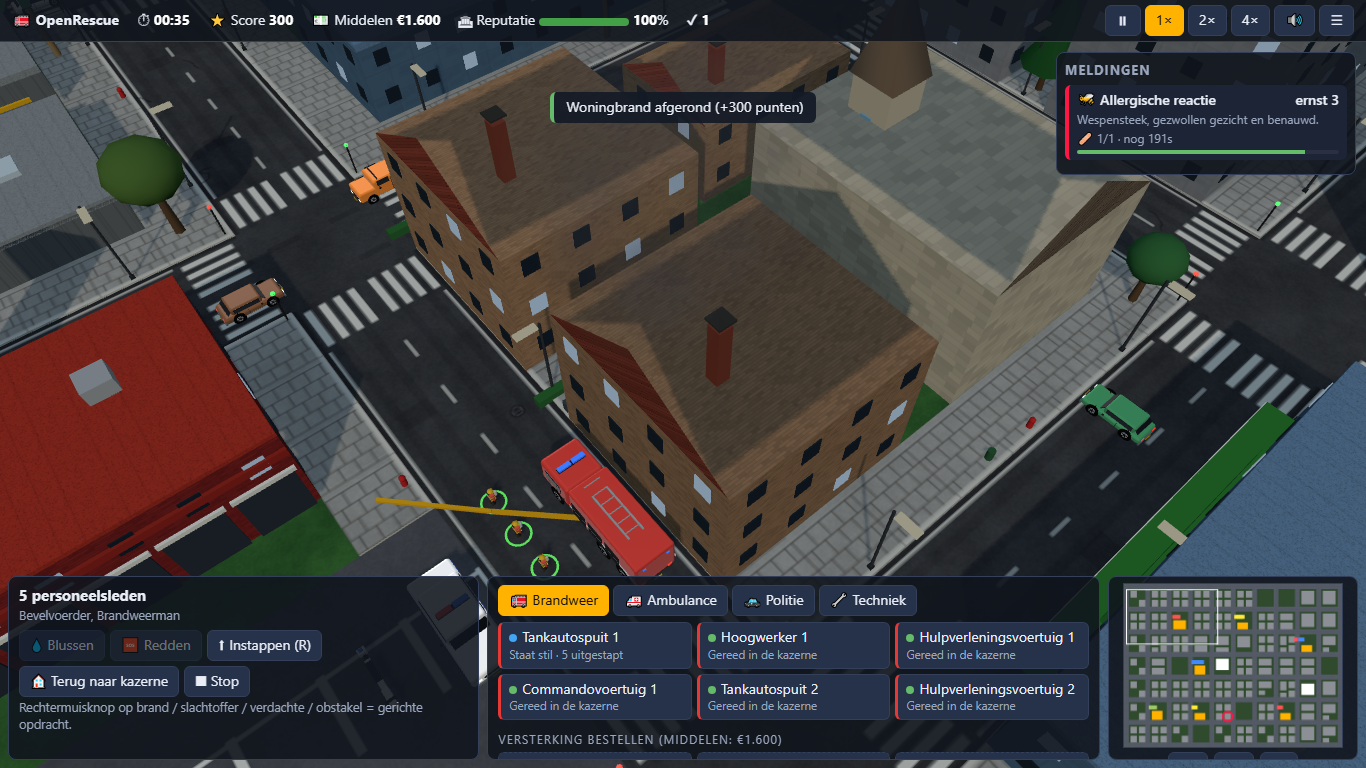 OpenRescue 00:35 Score 300 Middelen €1.600 Reputatie 100% ✓ 1
1× 2× 4×
MELDINGEN
Allergische reactie ernst 3
Wespensteek, gezwollen gezicht en benauwd.
1/1 · nog 191s
Woningbrand afgerond (+300 punten)
5 personeelsleden
Bevelvoerder, Brandweerman
Blussen Redden Instappen (R)
Terug naar kazerne Stop
Rechtermuisknop op brand / slachtoffer / verdachte / obstakel = gerichte
opdracht.
Brandweer Ambulance Politie Techniek
Tankautospuit 1 Hoogwerker 1 Hulpverleningsvoertuig 1
Staat stil · 5 uitgestapt Gereed in de kazerne Gereed in de kazerne
Commandovoertuig 1 Tankautospuit 2 Hulpverleningsvoertuig 2
Gereed in de kazerne Gereed in de kazerne Gereed in de kazerne
VERSTERKING BESTELLEN (MIDDELEN: €1.600)